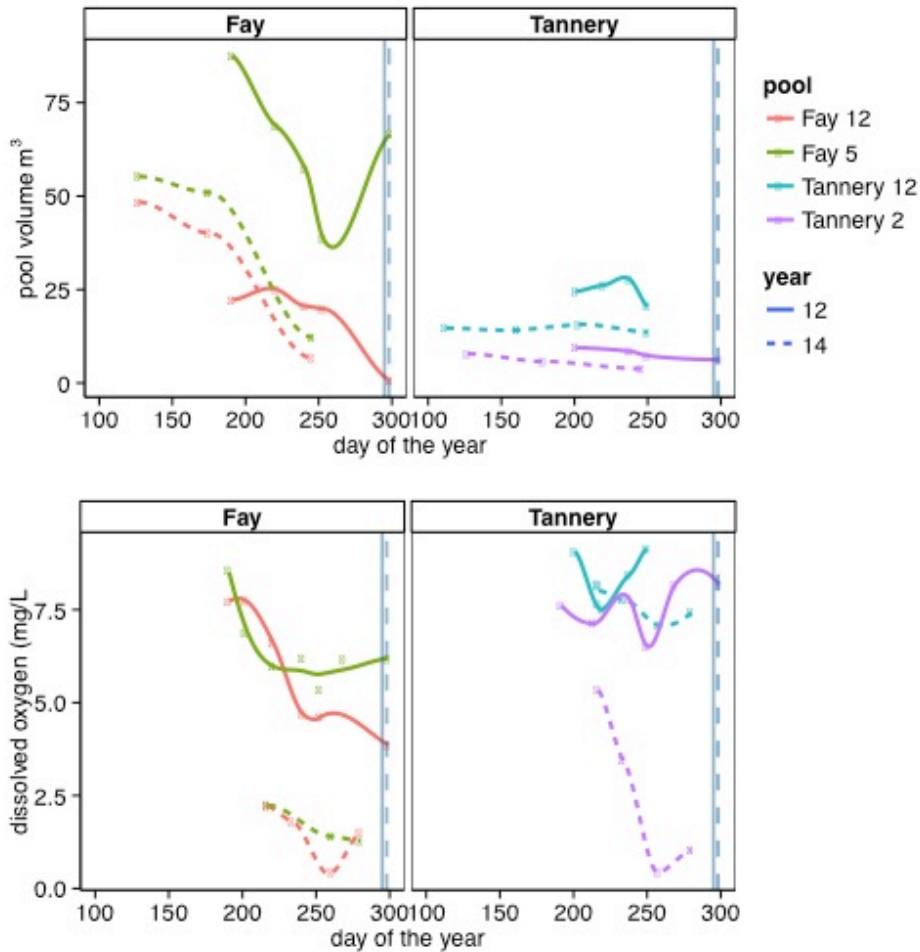 Fay Tannery
75
50
25
0
pool volume m³
100 150 200 250 300 100 150 200 250 300
day of the year
pool
Fay 12
Fay 5
Tannery 12
Tannery 2
year
12
14
Fay Tannery
7.5
5.0
2.5
0.0
dissolved oxygen (mg/L
100 150 200 250 300 100 150 200 250 300
day of the year